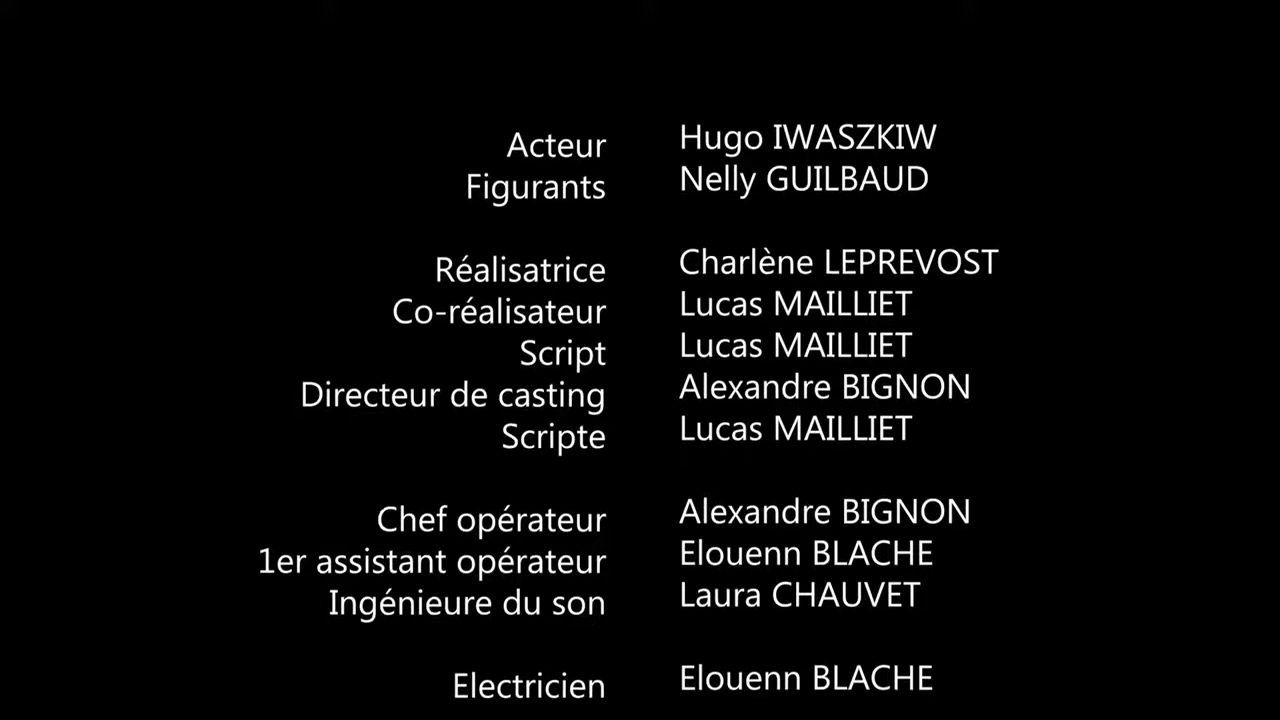 Acteur Hugo IWASZKIW
Figurants Nelly GUILBAUD
Réalisatrice Charlène LEPREVOST
Co-réalisateur Lucas MAILLIET
Script Lucas MAILLIET
Directeur de casting Alexandre BIGNON
Scripte Lucas MAILLIET
Chef opérateur Alexandre BIGNON
1er assistant opérateur Elouenn BLACHE
Ingénieure du son Laura CHAUVET
Electricien Elouenn BLACHE